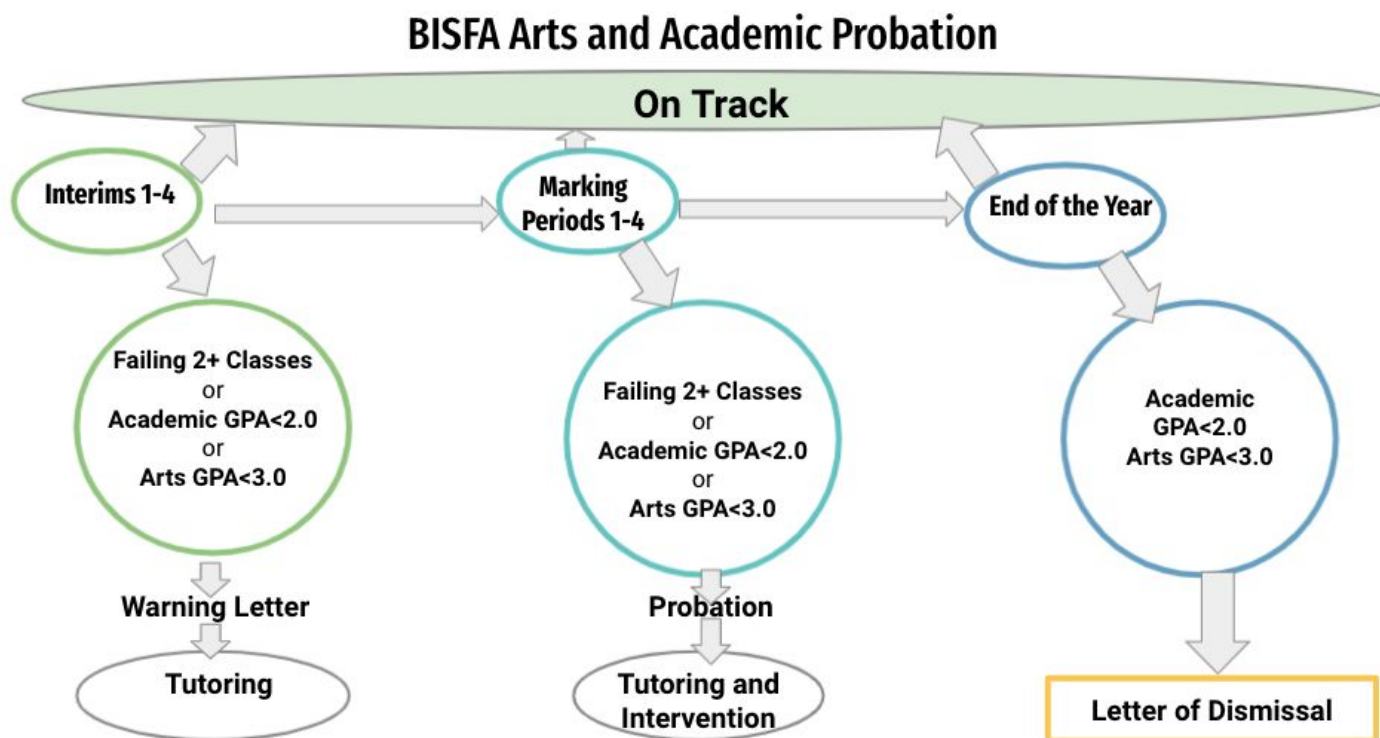 BISFA Arts and Academic Probation
On Track
Interims 1-4
Marking
Periods 1-4
End of the Year
Failing 2+ Classes
or
Academic GPA<2.0
or
Arts GPA<3.0
Warning Letter
Tutoring
Failing 2+ Classes
or
Academic GPA<2.0
or
Arts GPA<3.0
Probation
Tutoring and
Intervention
Academic
GPA<2.0
Arts GPA<3.0
Letter of Dismissal